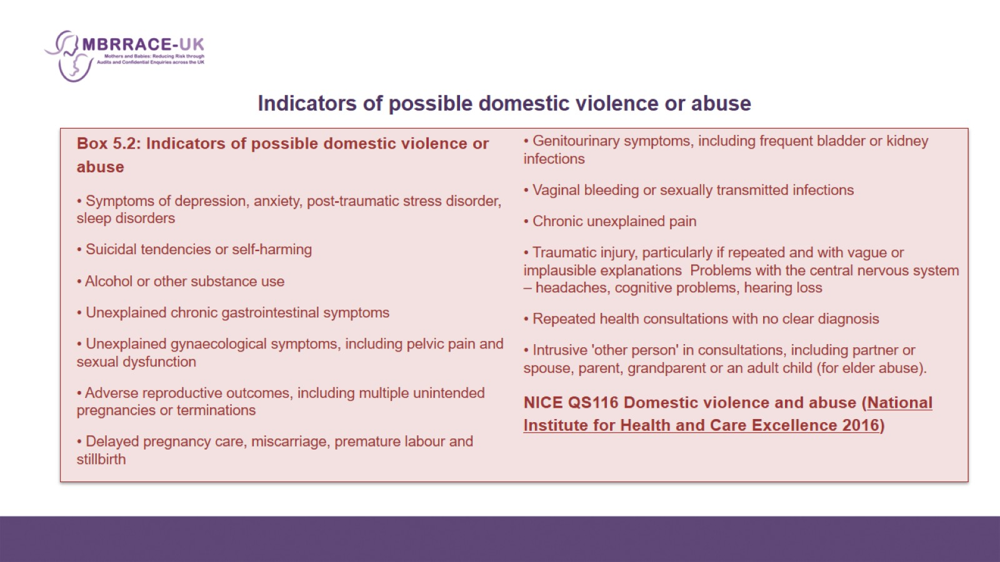 MBRRACE-UK
Mothers and Babies: Reducing Risk through
Audits and Confidential Enquiries across the UK
Indicators of possible domestic violence or abuse
Box 5.2: Indicators of possible domestic violence or
abuse
• Symptoms of depression, anxiety, post-traumatic stress disorder,
sleep disorders
• Suicidal tendencies or self-harming
• Alcohol or other substance use
• Unexplained chronic gastrointestinal symptoms
• Unexplained gynaecological symptoms, including pelvic pain and
sexual dysfunction
• Adverse reproductive outcomes, including multiple unintended
pregnancies or terminations
• Delayed pregnancy care, miscarriage, premature labour and
stillbirth
• Genitourinary symptoms, including frequent bladder or kidney
infections
• Vaginal bleeding or sexually transmitted infections
• Chronic unexplained pain
• Traumatic injury, particularly if repeated and with vague or
implausible explanations  Problems with the central nervous system
– headaches, cognitive problems, hearing loss
• Repeated health consultations with no clear diagnosis
• Intrusive 'other person' in consultations, including partner or
spouse, parent, grandparent or an adult child (for elder abuse).
NICE QS116 Domestic violence and abuse (National
Institute for Health and Care Excellence 2016)